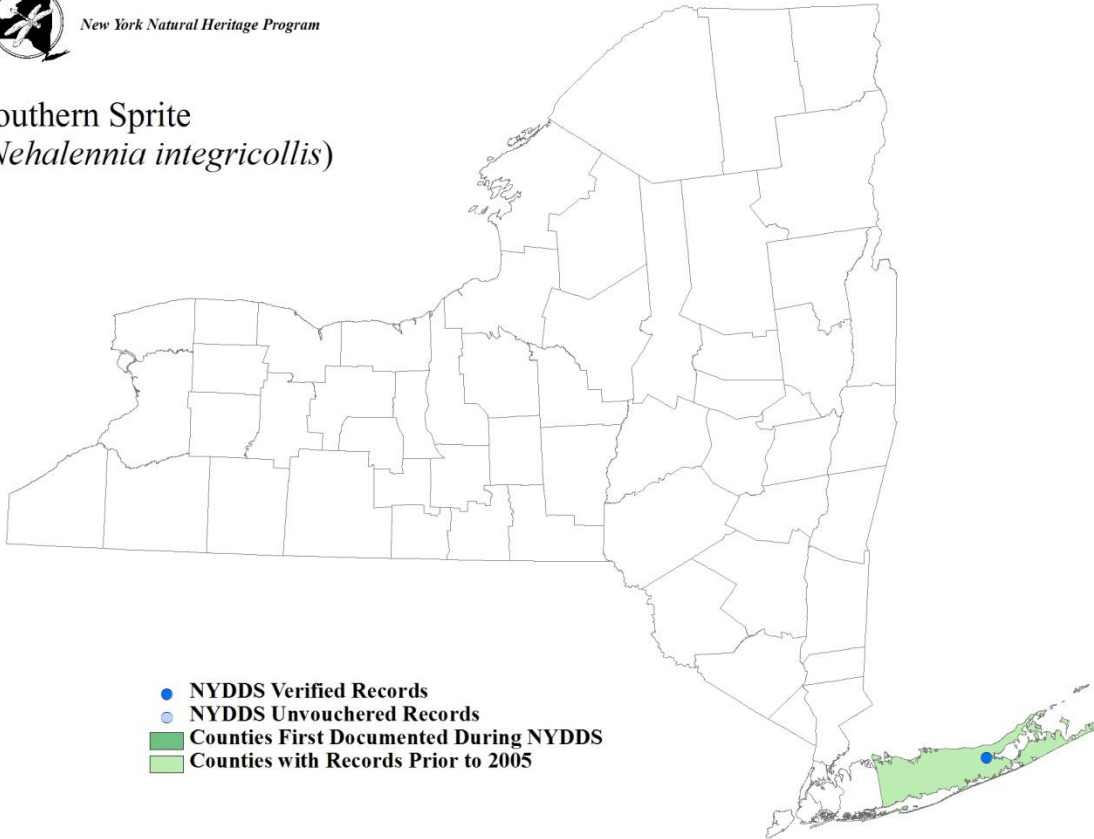 New York Natural Heritage Program
outhern Sprite
Nehalennia integricollis)
NYDDS Verified Records
NYDDS Unvouchered Records
Counties First Documented During NYDDS
Counties with Records Prior to 2005